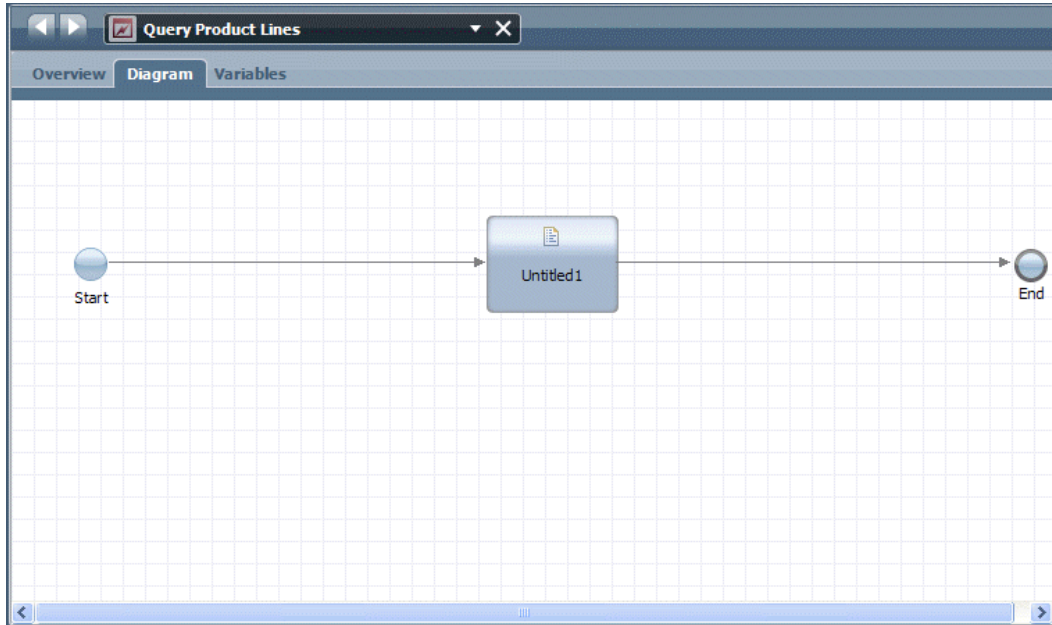 Query Product Lines
Overview Diagram Variables
Untitled1
Start
End